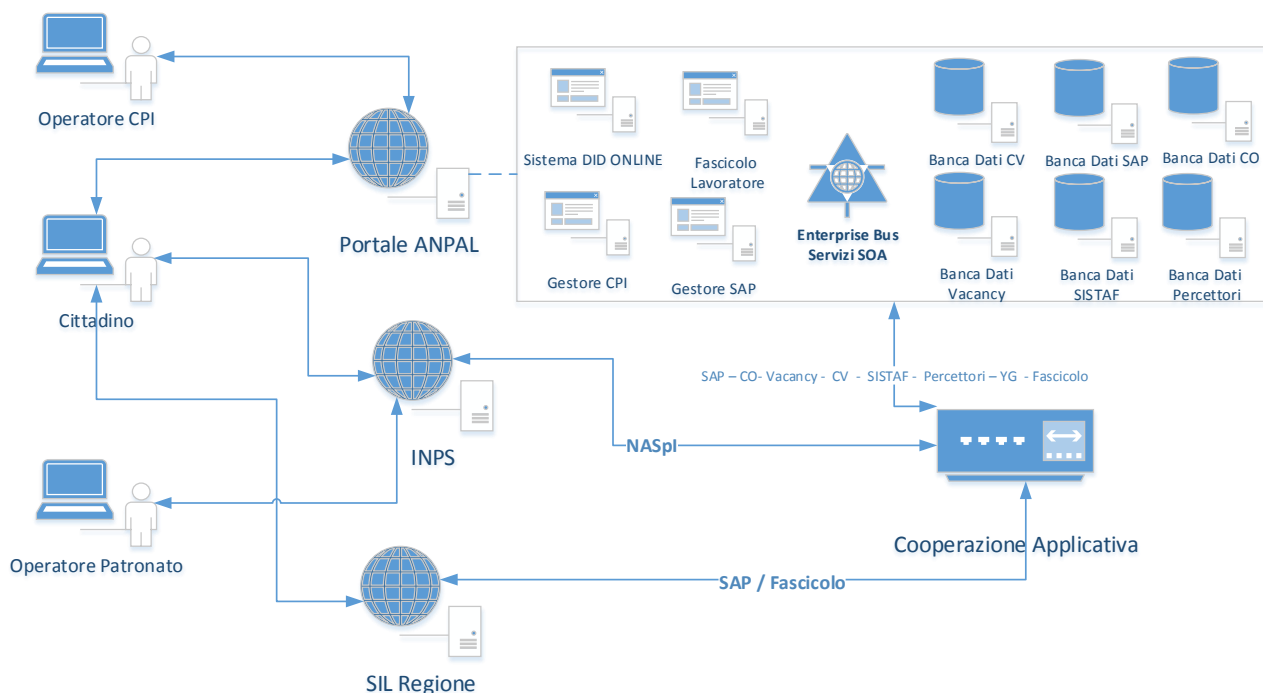 Operatore CPI
Cittadino
Operatore Patronato
Portale ANPAL
INPS
SIL Regione
Sistema DID ONLINE
Fascicolo
Lavoratore
Gestore CPI
Gestore SAP
Enterprise Bus
Servizi SOA
Banca Dati CV
Banca Dati SAP
Banca Dati CO
Banca Dati
Vacancy
Banca Dati
SISTAF
Banca Dati
Percettori
SAP – CO- Vacancy - CV - SISTAF - Percettori – YG - Fascicolo
NASpI
Cooperazione Applicativa
SAP / Fascicolo